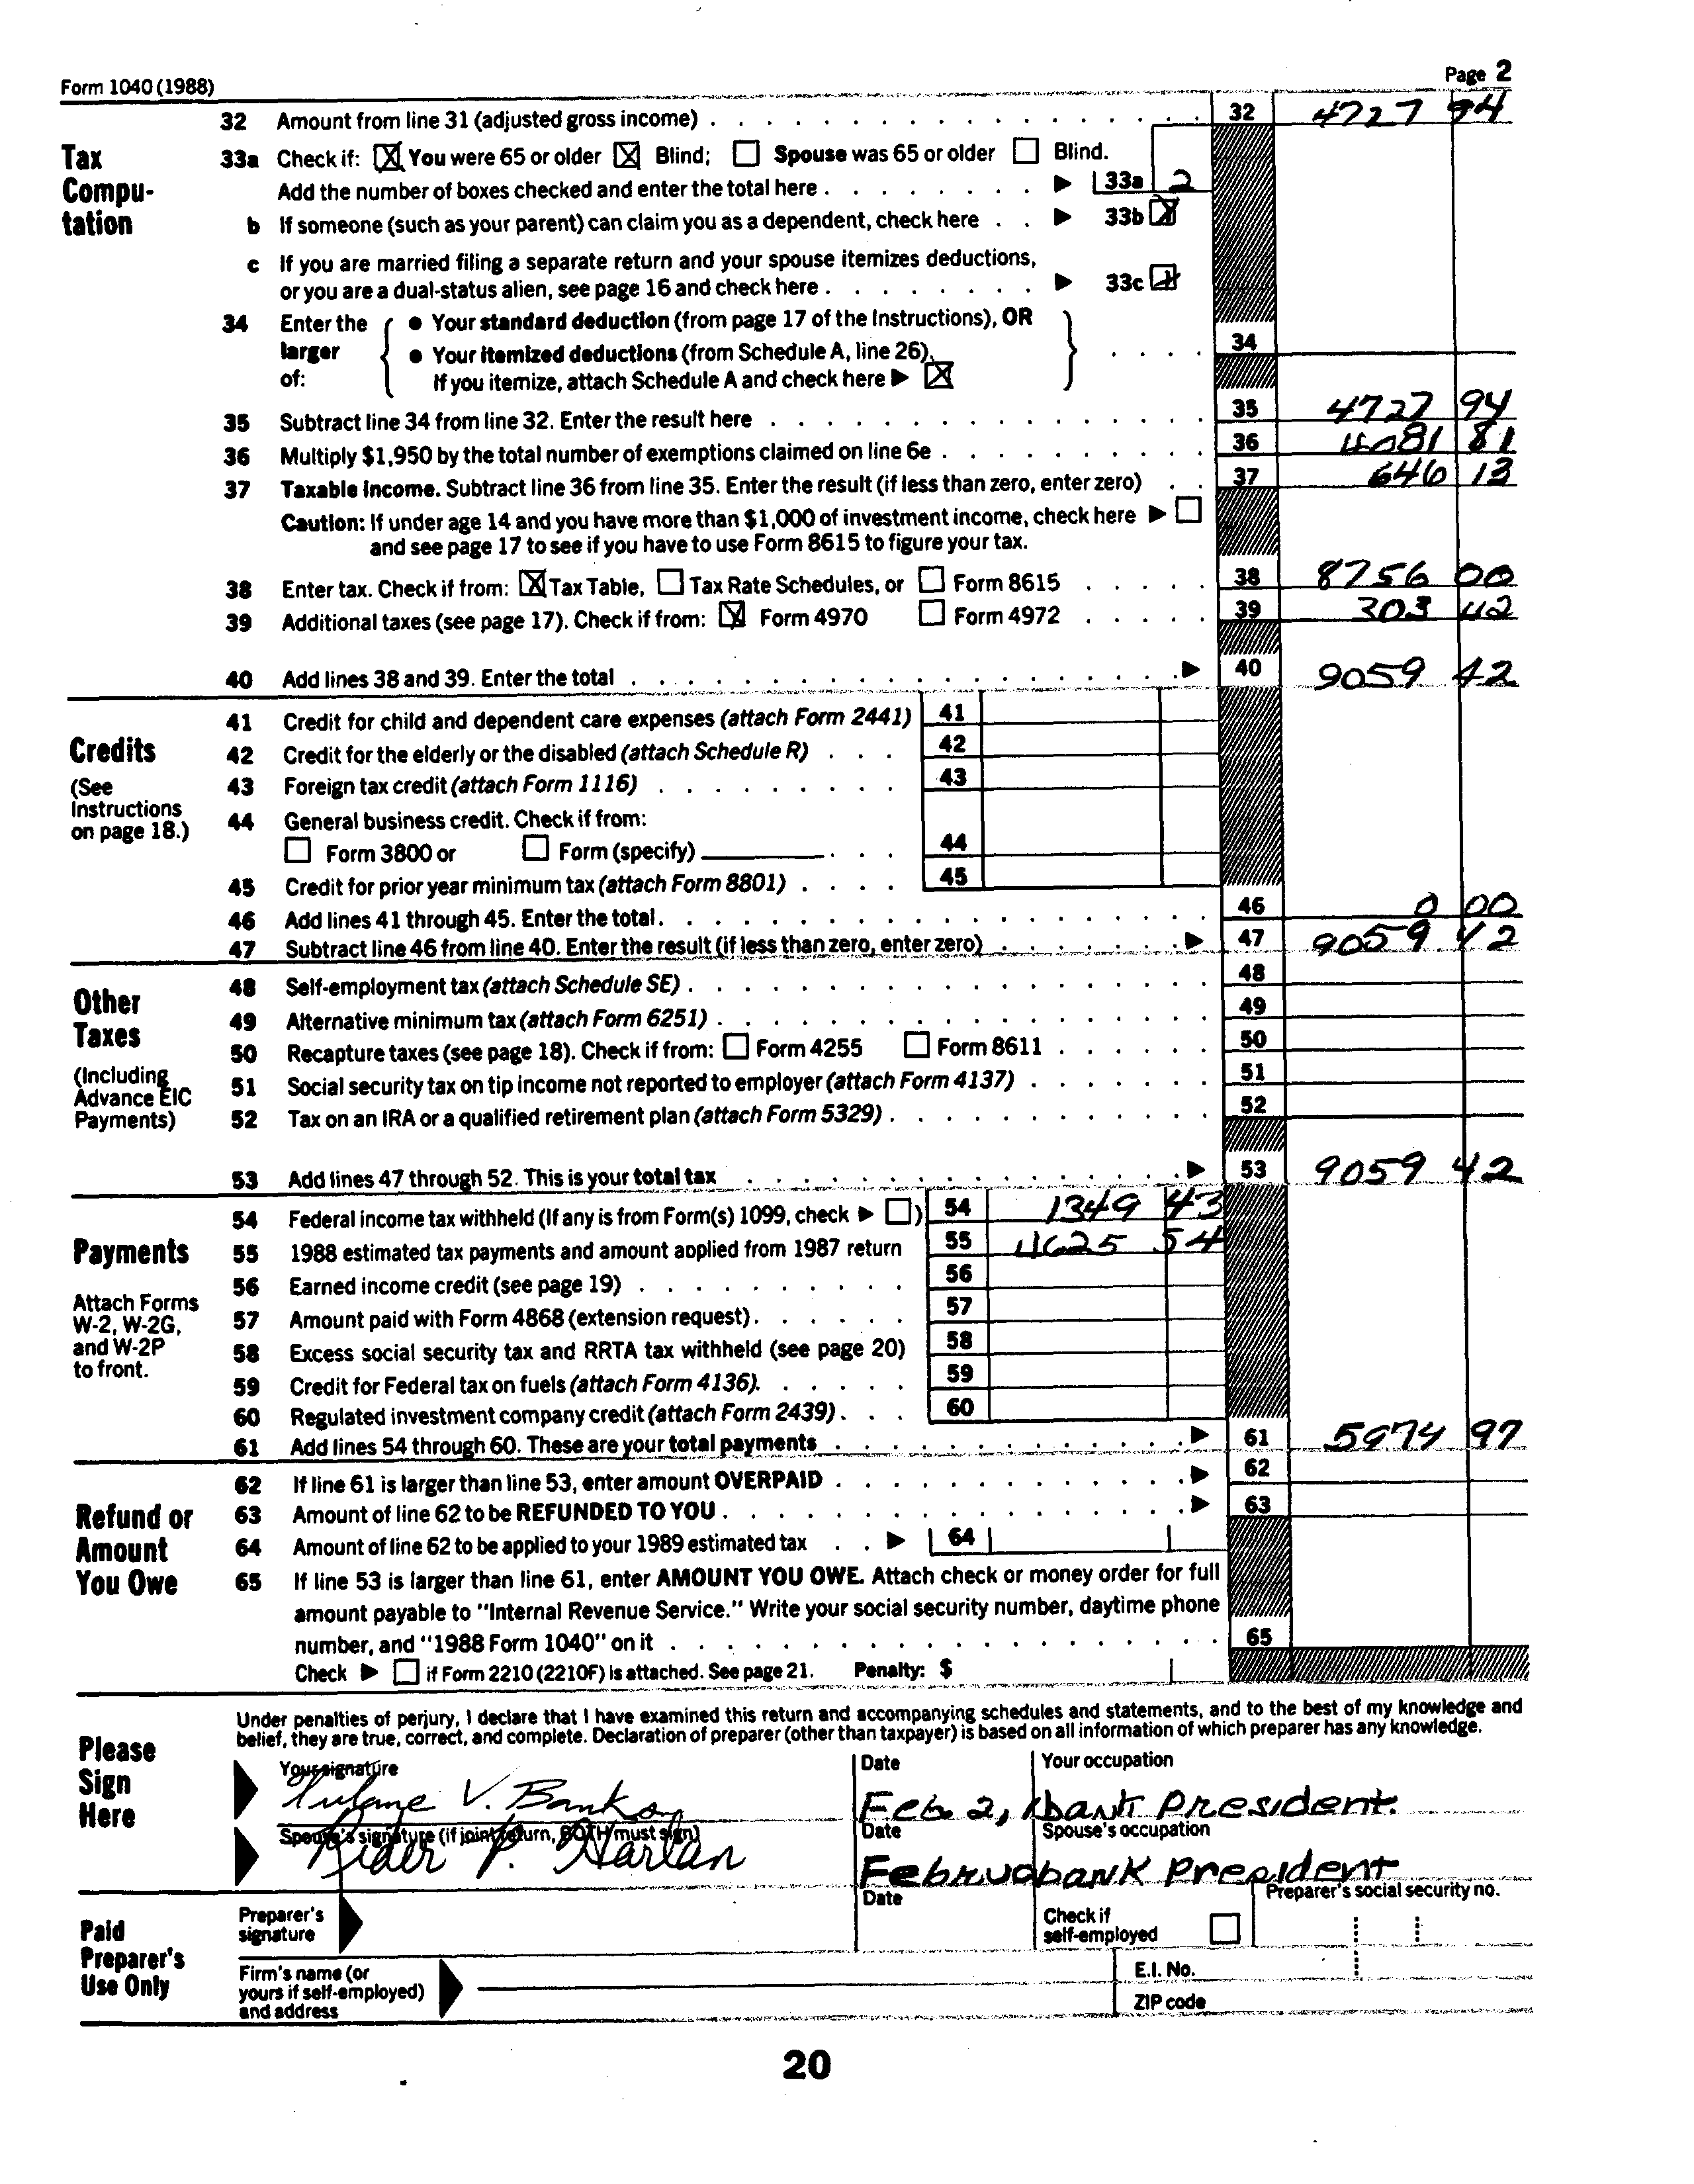 Form 1040 (1988)
Page 2
32 Amount from line 31 (adjusted gross income) 32 4727 94
Tax Compu- tation
33a Check if: You were 65 or older Blind; Spouse was 65 or older Blind.
Add the number of boxes checked and enter the total here 33a 2
b If someone (such as your parent) can claim you as a dependent, check here 33b
c If you are married filing a separate return and your spouse itemizes deductions,
or you are a dual-status alien, see page 16 and check here 33c
34 Enter the larger of:
• Your standard deduction (from page 17 of the Instructions), OR
• Your itemized deductions (from Schedule A, line 26). 34
If you itemize, attach Schedule A and check here
35 Subtract line 34 from line 32. Enter the result here 35 4727 94
36 Multiply $1,950 by the total number of exemptions claimed on line 6e 36 4081 81
37 Taxable income. Subtract line 36 from line 35. Enter the result (if less than zero, enter zero) 37 646 13
Caution: If under age 14 and you have more than $1,000 of investment income, check here
and see page 17 to see if you have to use Form 8615 to figure your tax.
38 Enter tax. Check if from: Tax Table, Tax Rate Schedules, or Form 8615 38 8756 00
39 Additional taxes (see page 17). Check if from: Form 4970 Form 4972 39 303 42
40 Add lines 38 and 39. Enter the total 40 9059 42
Credits
(See Instructions on page 18.)
41 Credit for child and dependent care expenses (attach Form 2441) 41
42 Credit for the elderly or the disabled (attach Schedule R) 42
43 Foreign tax credit (attach Form 1116) 43
44 General business credit. Check if from:
Form 3800 or Form (specify) 44
45 Credit for prior year minimum tax (attach Form 8801) 45
46 Add lines 41 through 45. Enter the total 46 0 00
47 Subtract line 46 from line 40. Enter the result (if less than zero, enter zero) 47 9059 42
Other Taxes
(Including Advance EIC Payments)
48 Self-employment tax (attach Schedule SE) 48
49 Alternative minimum tax (attach Form 6251) 49
50 Recapture taxes (see page 18). Check if from: Form 4255 Form 8611 50
51 Social security tax on tip income not reported to employer (attach Form 4137) 51
52 Tax on an IRA or a qualified retirement plan (attach Form 5329) 52
53 Add lines 47 through 52. This is your total tax 53 9059 42
Payments
Attach Forms W-2, W-2G, and W-2P to front.
54 Federal income tax withheld (If any is from Form(s) 1099, check ) 54 1349 43
55 1988 estimated tax payments and amount applied from 1987 return 55 4625 54
56 Earned income credit (see page 19) 56
57 Amount paid with Form 4868 (extension request) 57
58 Excess social security tax and RRTA tax withheld (see page 20) 58
59 Credit for Federal tax on fuels (attach Form 4136) 59
60 Regulated investment company credit (attach Form 2439) 60
61 Add lines 54 through 60. These are your total payments 61 5974 97
Refund or Amount You Owe
62 If line 61 is larger than line 53, enter amount OVERPAID 62
63 Amount of line 62 to be REFUNDED TO YOU 63
64 Amount of line 62 to be applied to your 1989 estimated tax 64
65 If line 53 is larger than line 61, enter AMOUNT YOU OWE. Attach check or money order for full
amount payable to "Internal Revenue Service." Write your social security number, daytime phone
number, and "1988 Form 1040" on it 65
Check if Form 2210 (2210F) is attached. See page 21. Penalty: $
Please Sign Here
Under penalties of perjury, I declare that I have examined this return and accompanying schedules and statements, and to the best of my knowledge and
belief, they are true, correct, and complete. Declaration of preparer (other than taxpayer) is based on all information of which preparer has any knowledge.
Your signature Date Your occupation
V. Banks Feb. 2, bank President.
Spouse's signature (if joint return, BOTH must sign) Date Spouse's occupation
Rider P. Harlan Februa bank President
Paid Preparer's Use Only
Preparer's signature Date Check if self-employed Preparer's social security no.
Firm's name (or yours if self-employed) and address E.I. No.
ZIP code
20